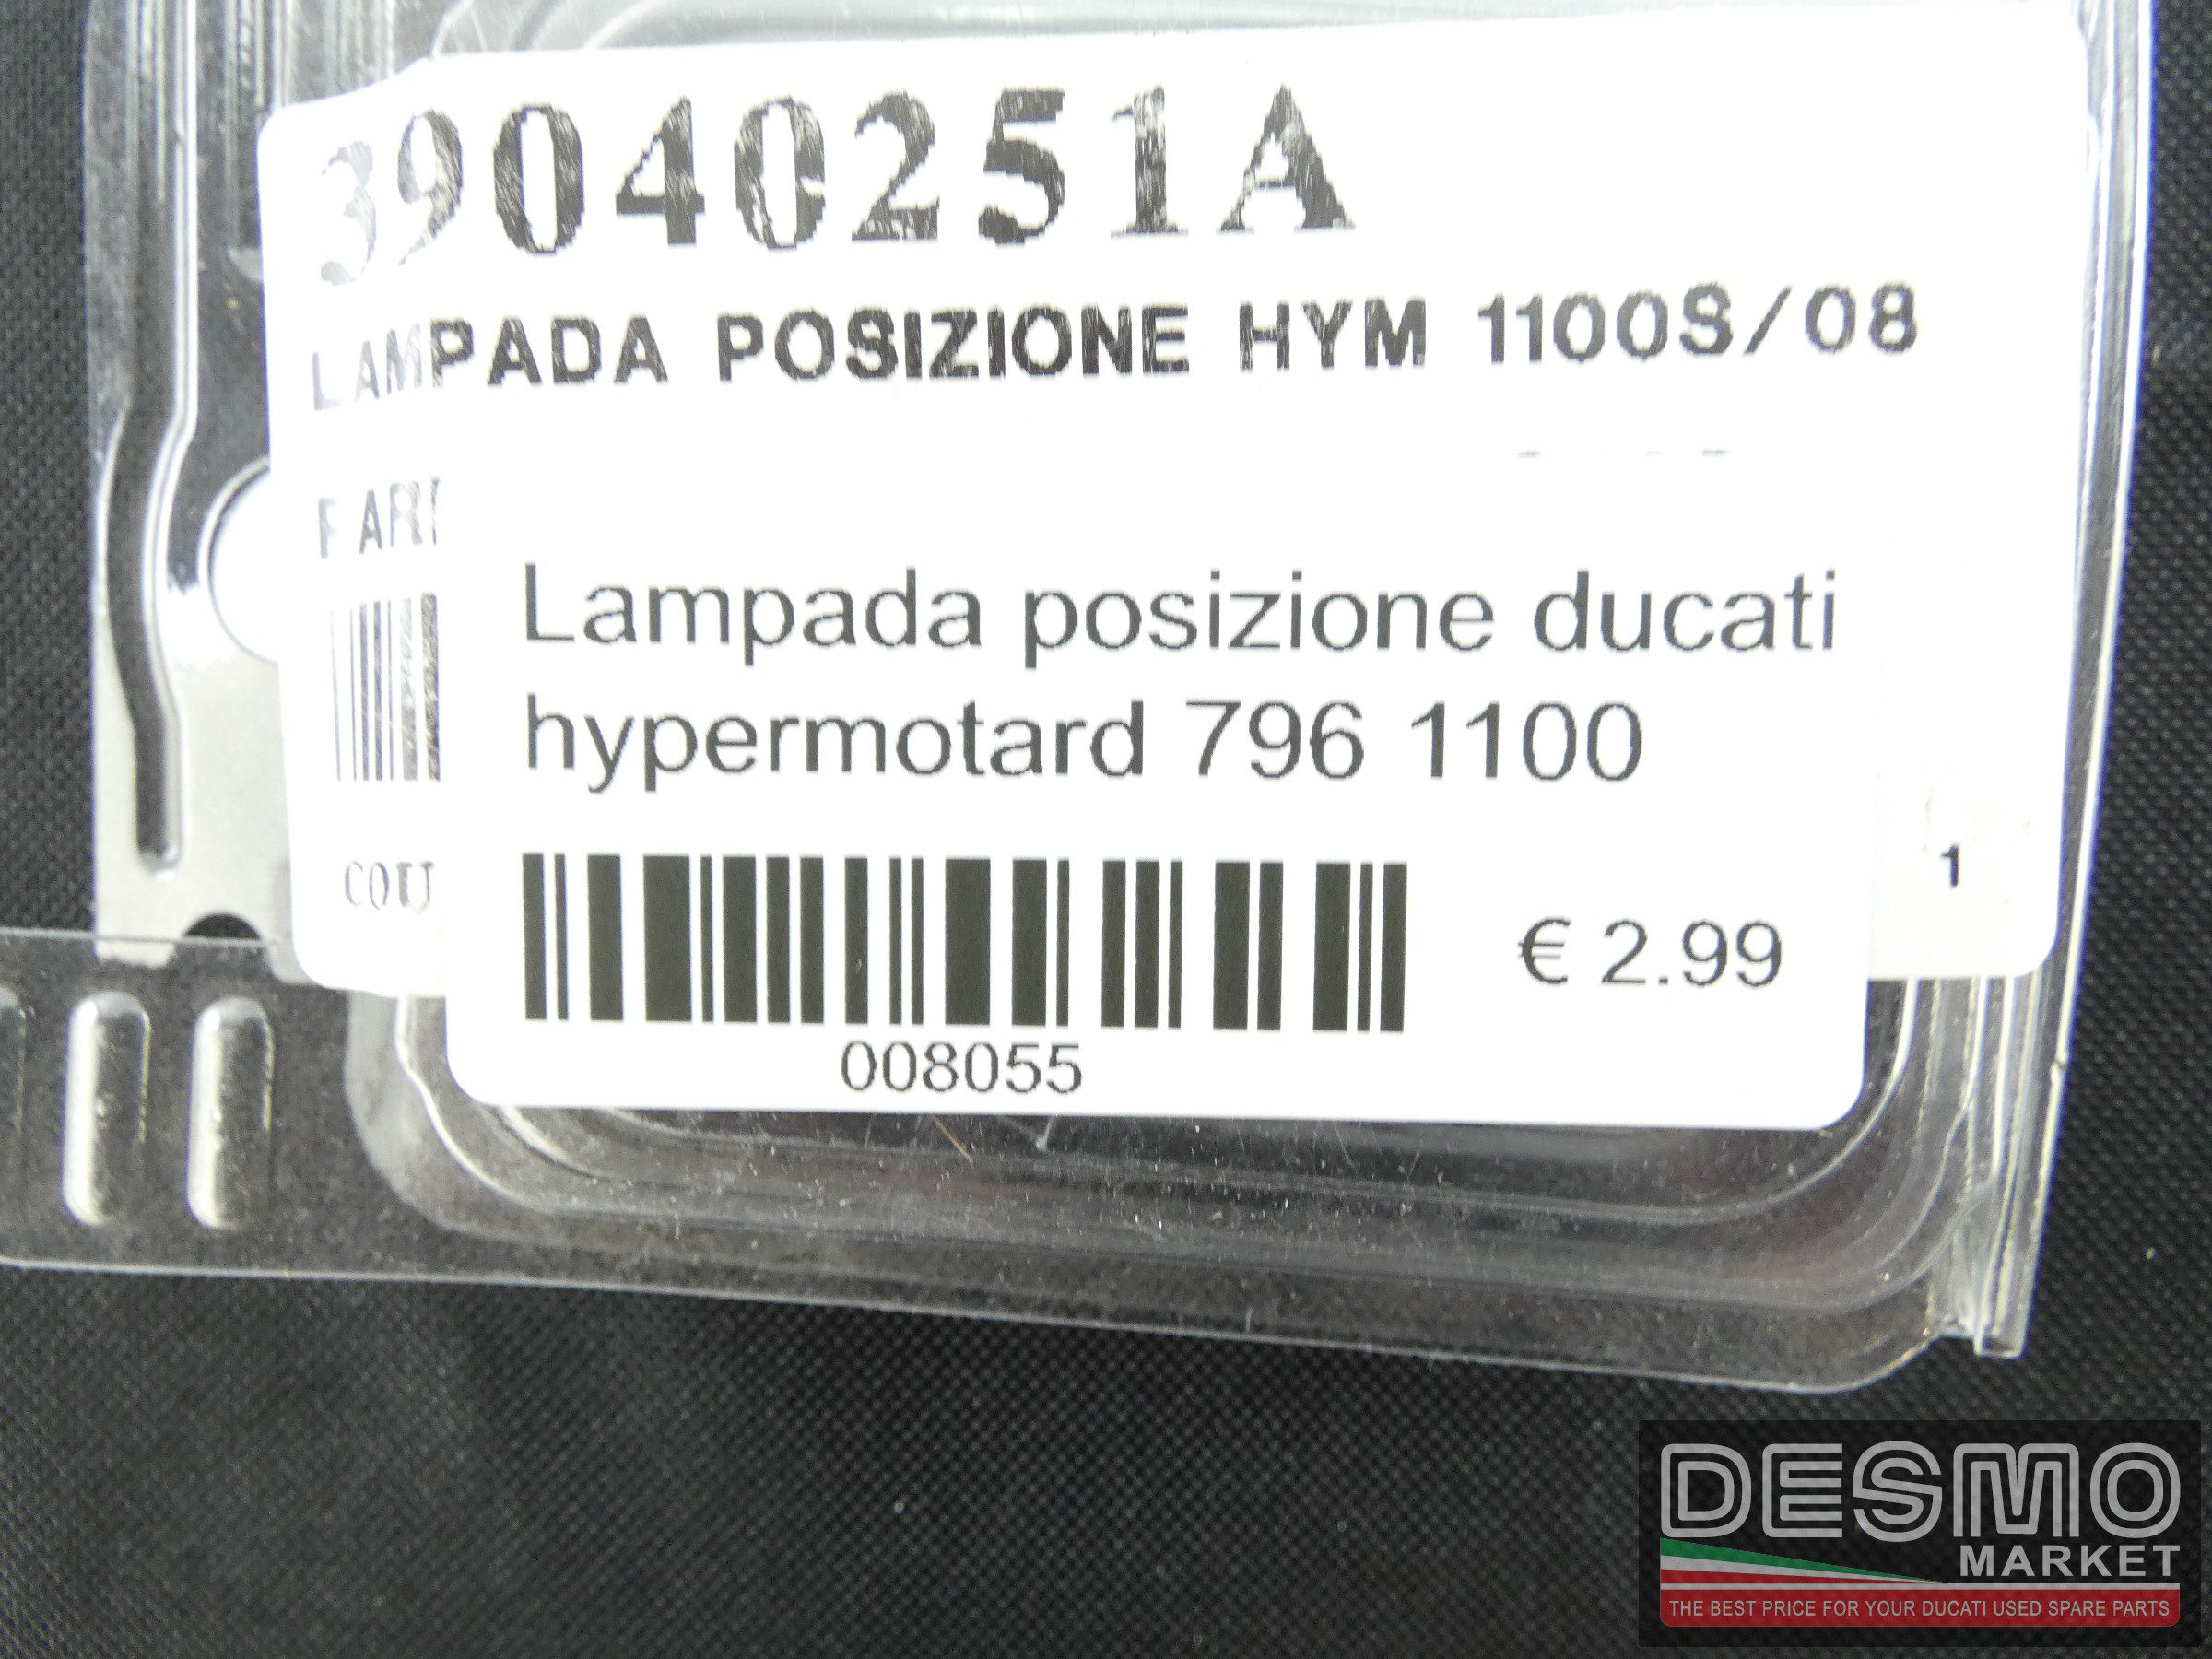 39040251A
LAMPADA POSIZIONE HYM 1100S/08
Lampada posizione ducati
hypermotard 796 1100
1
€ 2.99
008055
DESMO
MARKET
THE BEST PRICE FOR YOUR DUCATI USED SPARE PARTS